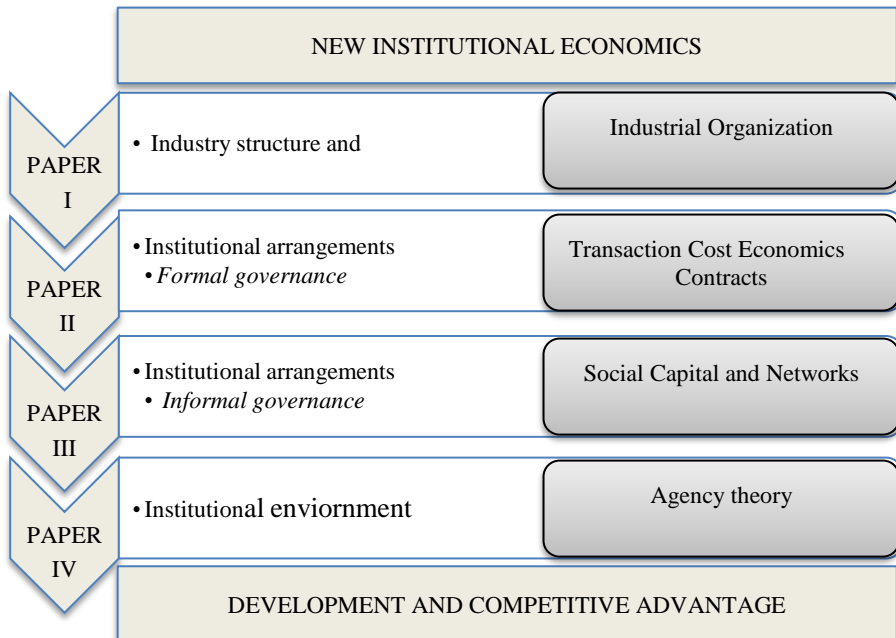 NEW INSTITUTIONAL ECONOMICS
PAPER
I
• Industry structure and
Industrial Organization
PAPER
II
• Institutional arrangements
• Formal governance
Transaction Cost Economics
Contracts
PAPER
III
• Institutional arrangements
• Informal governance
Social Capital and Networks
PAPER
IV
• Institutional enviornment
Agency theory
DEVELOPMENT AND COMPETITIVE ADVANTAGE